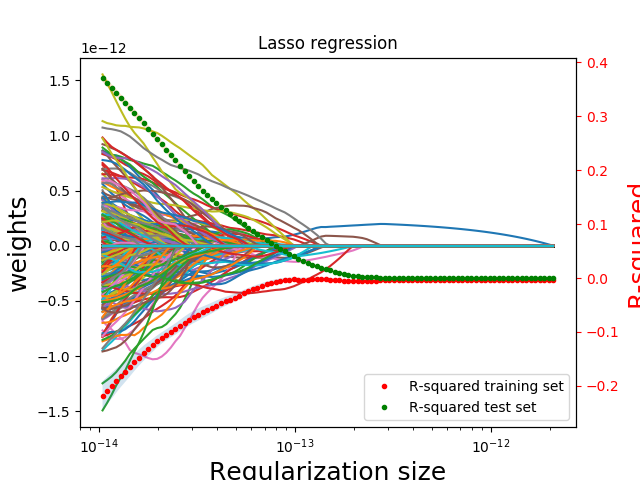 Lasso regression
1e−12
1.5
1.0
0.5
0.0
−0.5
−1.0
−1.5
weights
0.4
0.3
0.2
0.1
0.0
−0.1
−0.2
R-squared
R-squared training set
R-squared test set
10⁻¹⁴
10⁻¹³
10⁻¹²
Regularization size